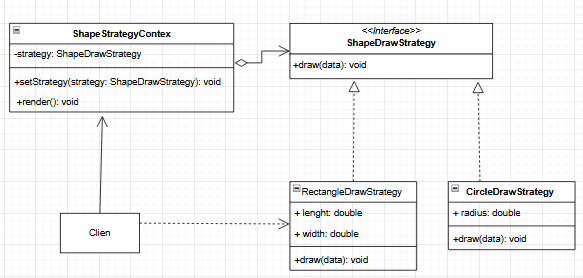 ShapeStrategyContex
-strategy: ShapeDrawStrategy
+setStrategy(strategy: ShapeDrawStrategy): void
+render(): void
<<Interface>>
ShapeDrawStrategy
+draw(data): void
RectangleDrawStrategy
+ lenght: double
+ width: double
+draw(data): void
CircleDrawStrategy
+ radius: double
+draw(data): void
Clien